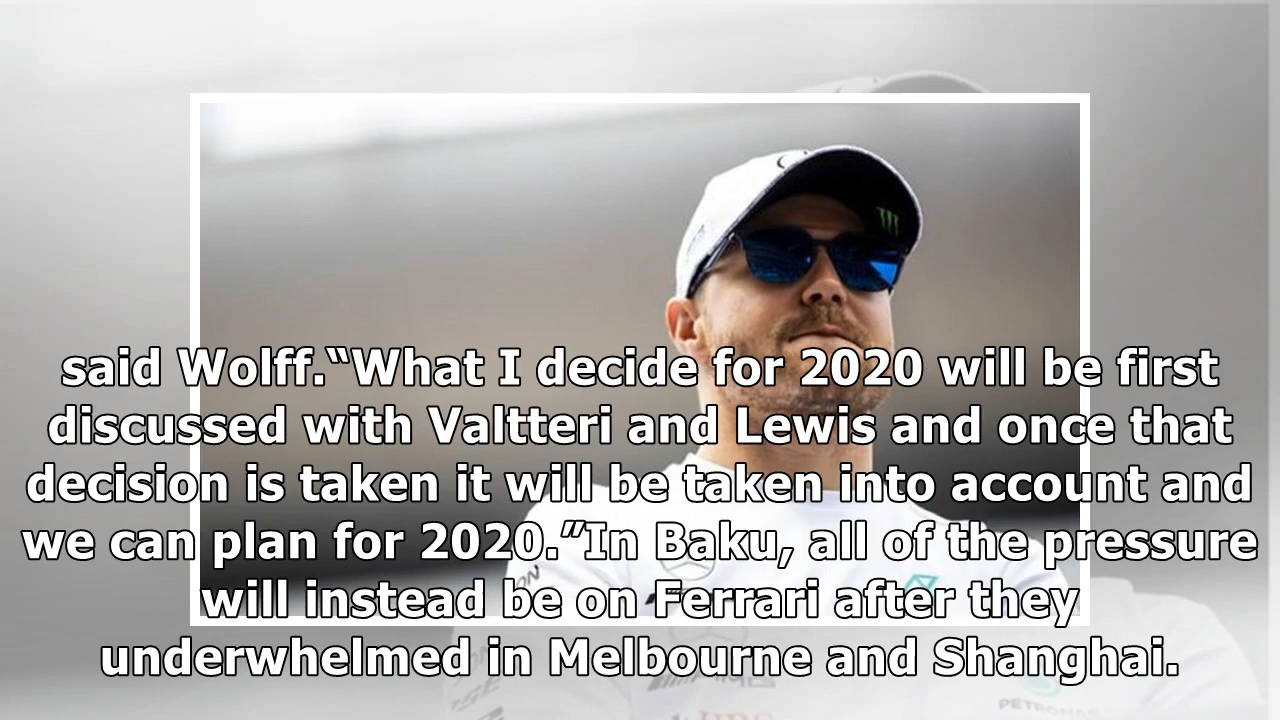 said Wolff.“What I decide for 2020 will be first
discussed with Valtteri and Lewis and once that
decision is taken it will be taken into account and
we can plan for 2020.”In Baku, all of the pressure
will instead be on Ferrari after they
underwhelmed in Melbourne and Shanghai.
AMG
PETRONAS